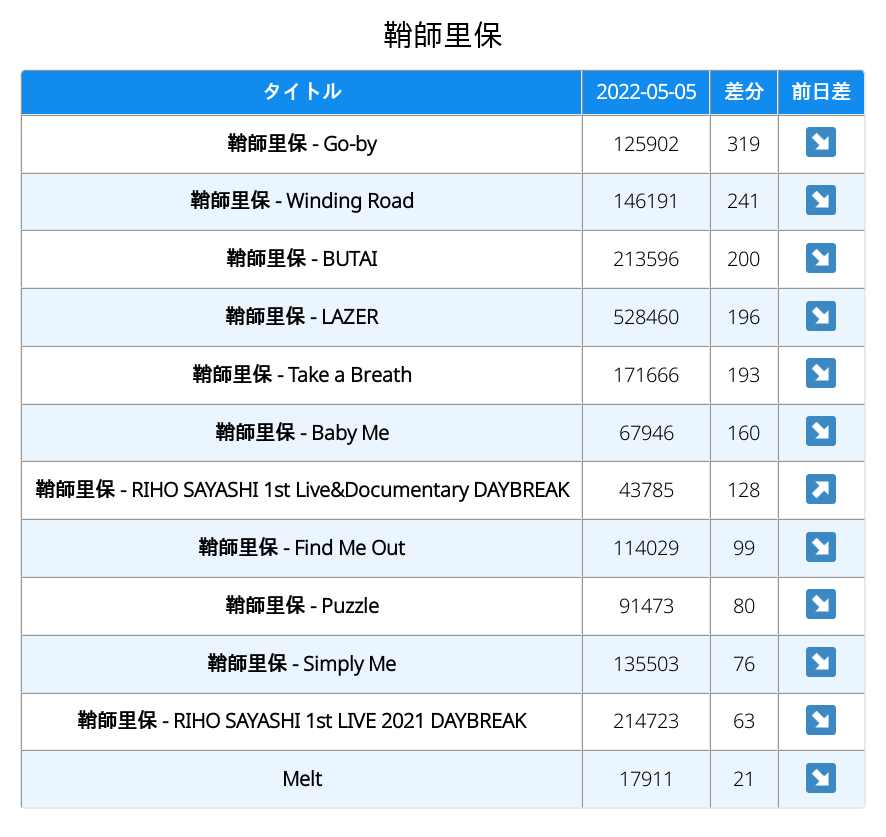 鞘師里保
タイトル 2022-05-05 差分 前日差
鞘師里保 - Go-by 125902 319 ↘
鞘師里保 - Winding Road 146191 241 ↘
鞘師里保 - BUTAI 213596 200 ↘
鞘師里保 - LAZER 528460 196 ↘
鞘師里保 - Take a Breath 171666 193 ↘
鞘師里保 - Baby Me 67946 160 ↘
鞘師里保 - RIHO SAYASHI 1st Live&Documentary DAYBREAK 43785 128 ↗
鞘師里保 - Find Me Out 114029 99 ↘
鞘師里保 - Puzzle 91473 80 ↘
鞘師里保 - Simply Me 135503 76 ↘
鞘師里保 - RIHO SAYASHI 1st LIVE 2021 DAYBREAK 214723 63 ↘
Melt 17911 21 ↘